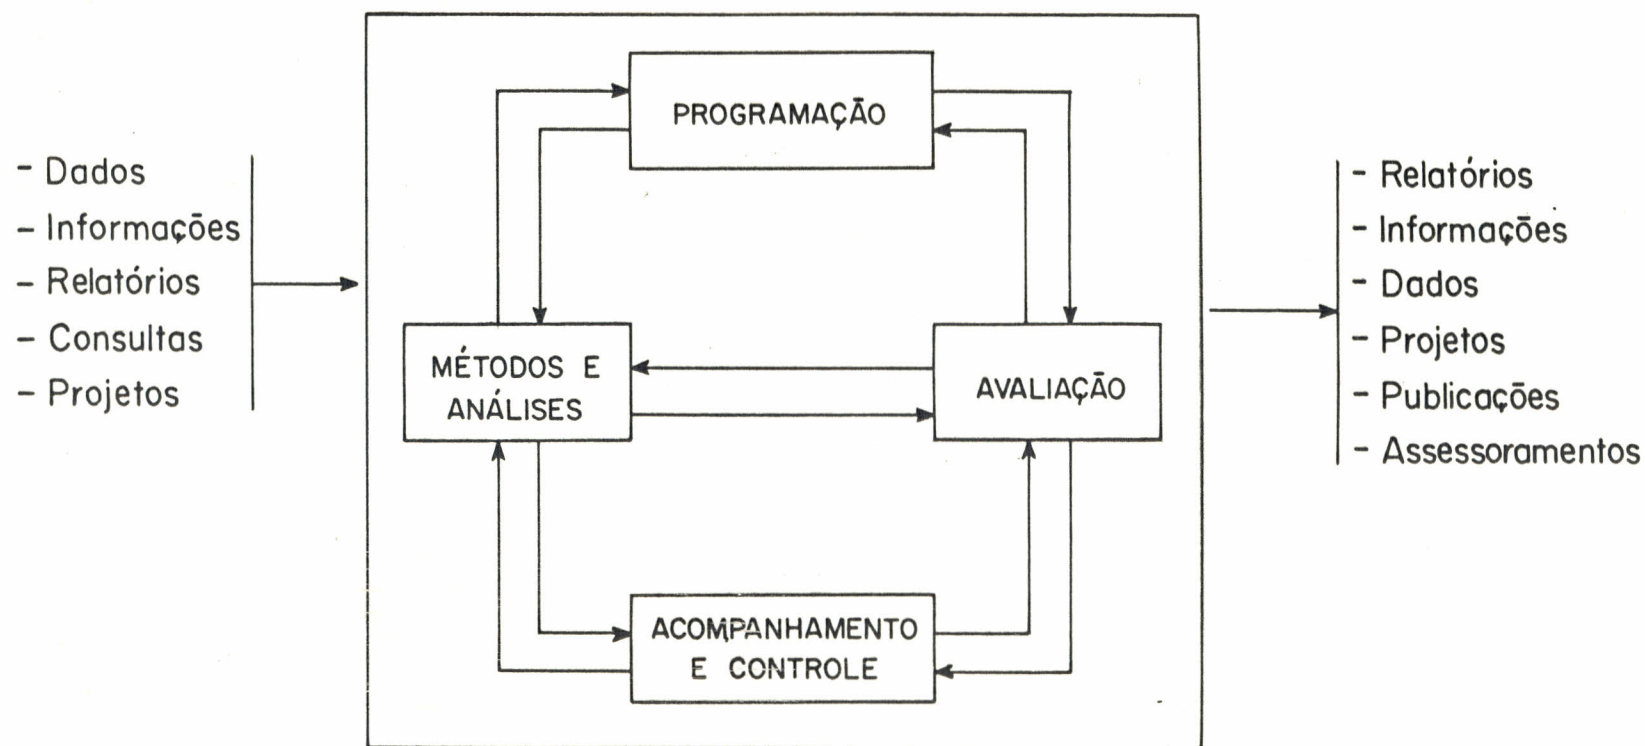 - Dados
- Informações
- Relatórios
- Consultas
- Projetos
PROGRAMAÇÃO
MÉTODOS E
ANÁLISES
AVALIAÇÃO
ACOMPANHAMENTO
E CONTROLE
- Relatórios
- Informações
- Dados
- Projetos
- Publicações
- Assessoramentos